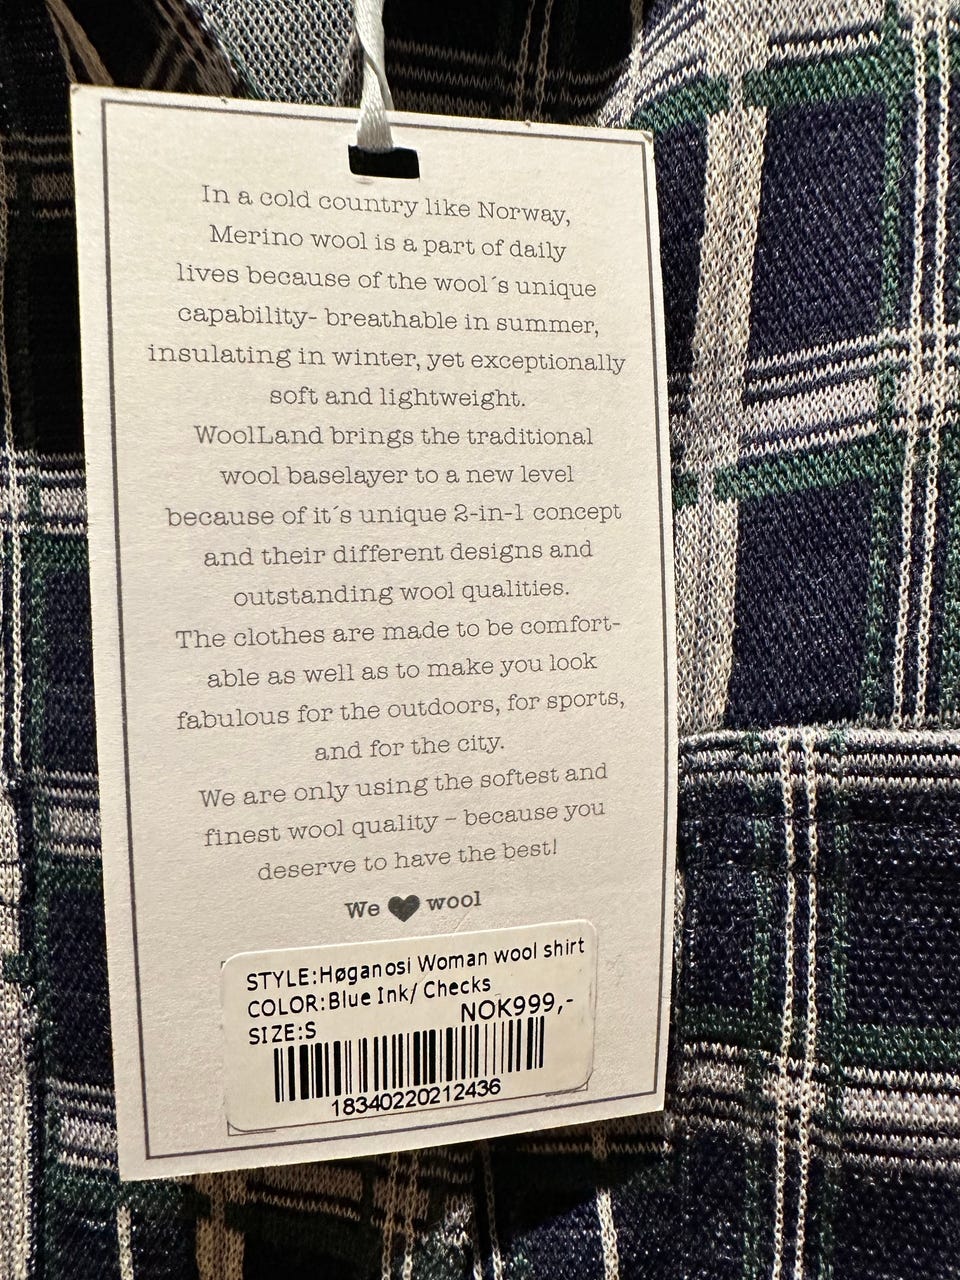 In a cold country like Norway,
Merino wool is a part of daily
lives because of the wool´s unique
capability- breathable in summer,
insulating in winter, yet exceptionally
soft and lightweight.
WoolLand brings the traditional
wool baselayer to a new level
because of it´s unique 2-in-1 concept
and their different designs and
outstanding wool qualities.
The clothes are made to be comfort-
able as well as to make you look
fabulous for the outdoors, for sports,
and for the city.
We are only using the softest and
finest wool quality – because you
deserve to have the best!
We ♥ wool
STYLE:Høganosi Woman wool shirt
COLOR:Blue Ink/ Checks
SIZE:S NOK999,-
18340220212436